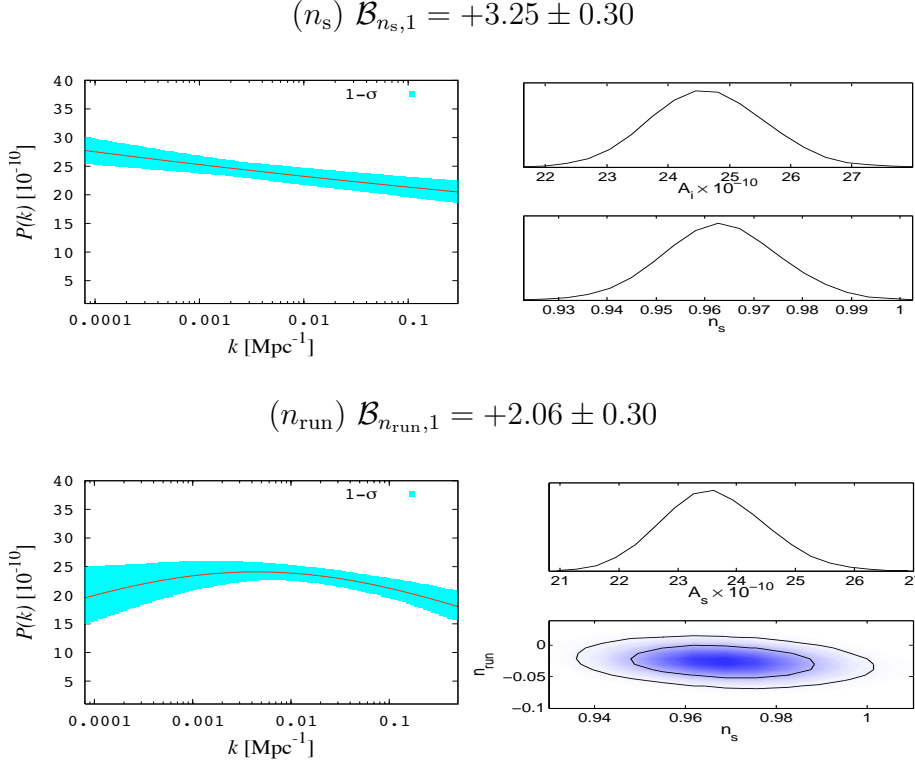 (n_s) B_{n_s,1} = +3.25 ± 0.30
40
35
30
25
20
15
10
5
P(k) [10^{-10}]
1-σ
0.0001 0.001 0.01 0.1
k [Mpc^{-1}]
22 23 24 25 26 27
A_i × 10^{-10}
0.93 0.94 0.95 0.96 0.97 0.98 0.99 1
n_s
(n_run) B_{n_run,1} = +2.06 ± 0.30
40
35
30
25
20
15
10
5
P(k) [10^{-10}]
1-σ
0.0001 0.001 0.01 0.1
k [Mpc^{-1}]
21 22 23 24 25 26 27
A_s × 10^{-10}
n_run
0
−0.05
−0.1
0.94 0.96 0.98 1
n_s